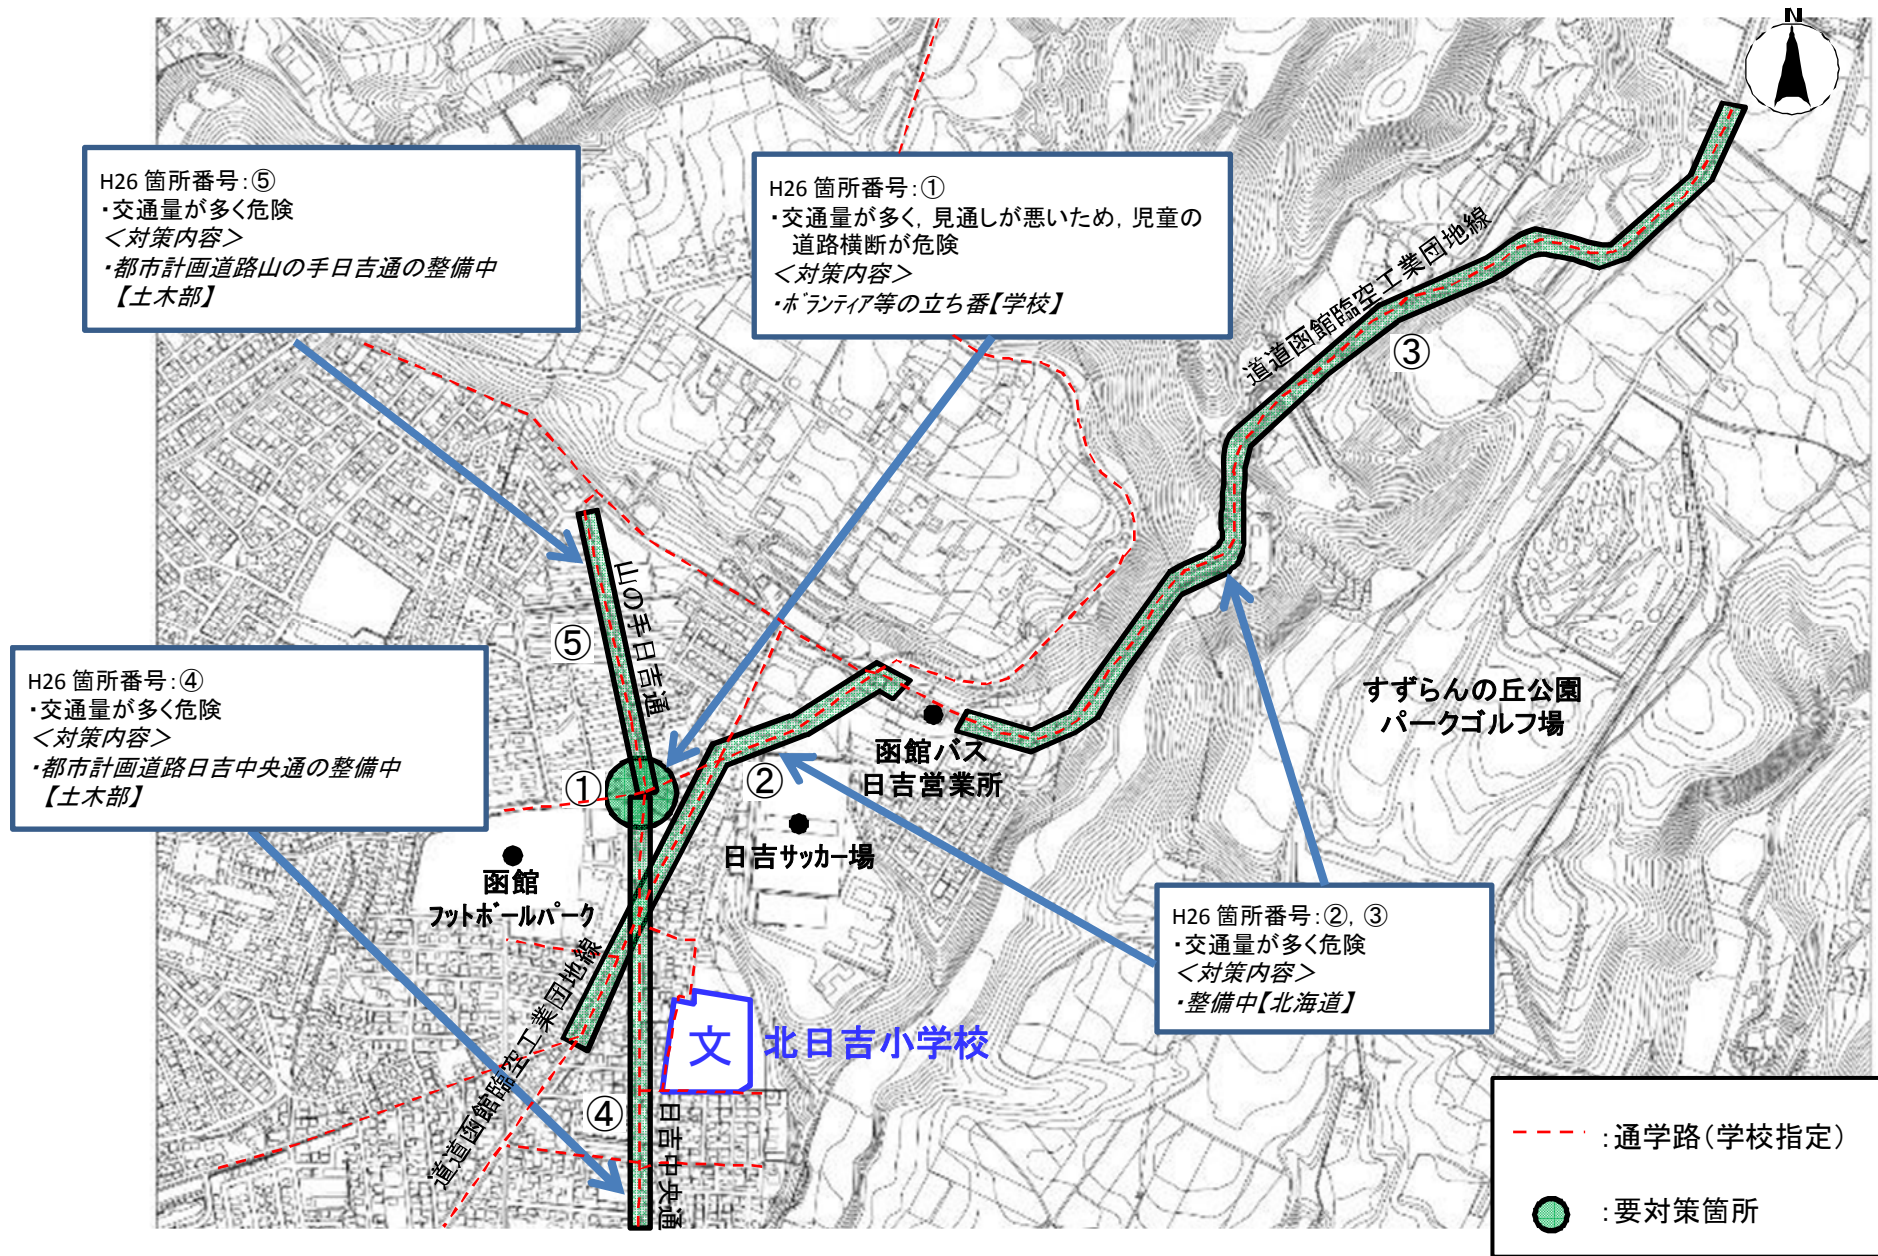 N
H26 箇所番号:⑤
・交通量が多く危険
＜対策内容＞
・都市計画道路山の手日吉通の整備中
【土木部】
H26 箇所番号:①
・交通量が多く，見通しが悪いため，児童の
道路横断が危険
＜対策内容＞
・ボランティア等の立ち番【学校】
道道函館臨空工業団地線
③
山の手日吉通
⑤
H26 箇所番号:④
・交通量が多く危険
＜対策内容＞
・都市計画道路日吉中央通の整備中
【土木部】
すずらんの丘公園
パークゴルフ場
函館バス
日吉営業所
①
②
日吉サッカー場
函館
フットボールパーク
H26 箇所番号:②，③
・交通量が多く危険
＜対策内容＞
・整備中【北海道】
道道函館臨空工業団地線
文
北日吉小学校
④
日吉中央通
:通学路(学校指定)
:要対策箇所